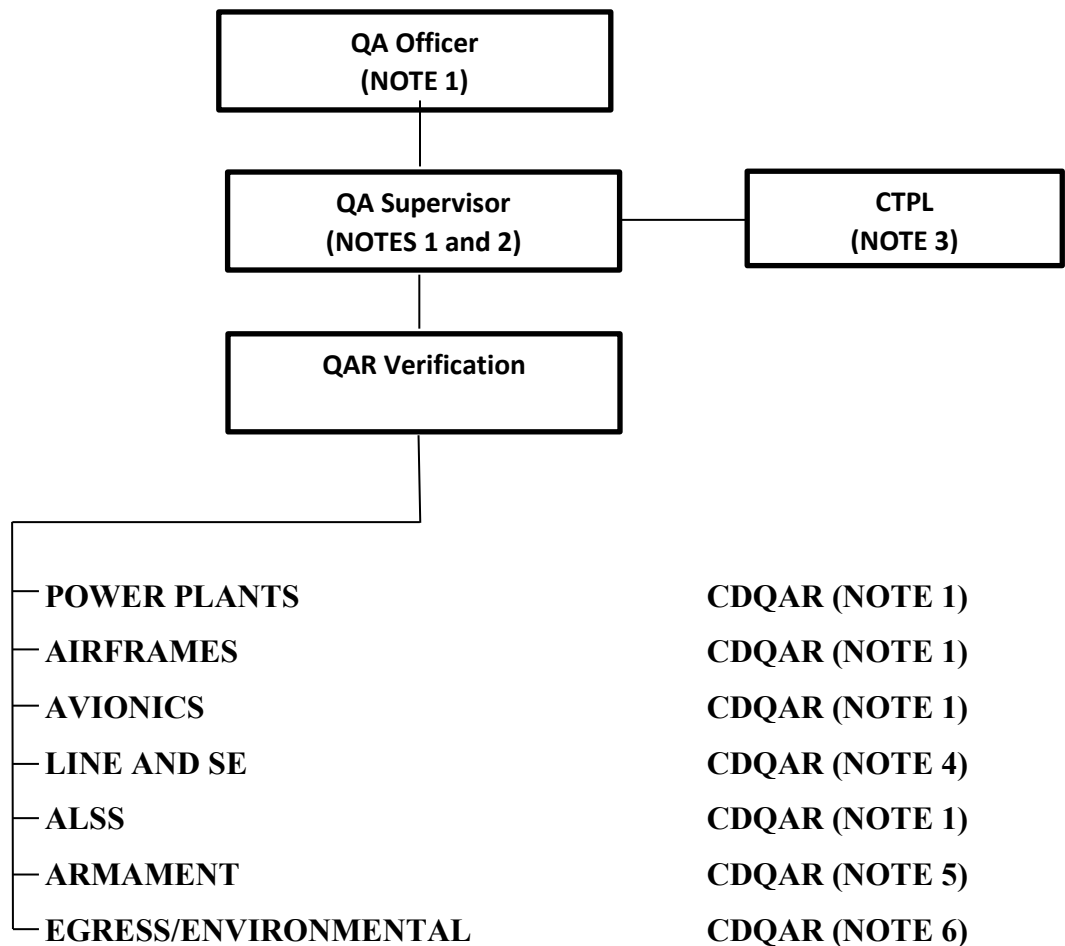 QA Officer
(NOTE 1)
QA Supervisor
(NOTES 1 and 2)
CTPL
(NOTE 3)
QAR Verification
POWER PLANTS CDQAR (NOTE 1)
AIRFRAMES CDQAR (NOTE 1)
AVIONICS CDQAR (NOTE 1)
LINE AND SE CDQAR (NOTE 4)
ALSS CDQAR (NOTE 1)
ARMAMENT CDQAR (NOTE 5)
EGRESS/ENVIRONMENTAL CDQAR (NOTE 6)